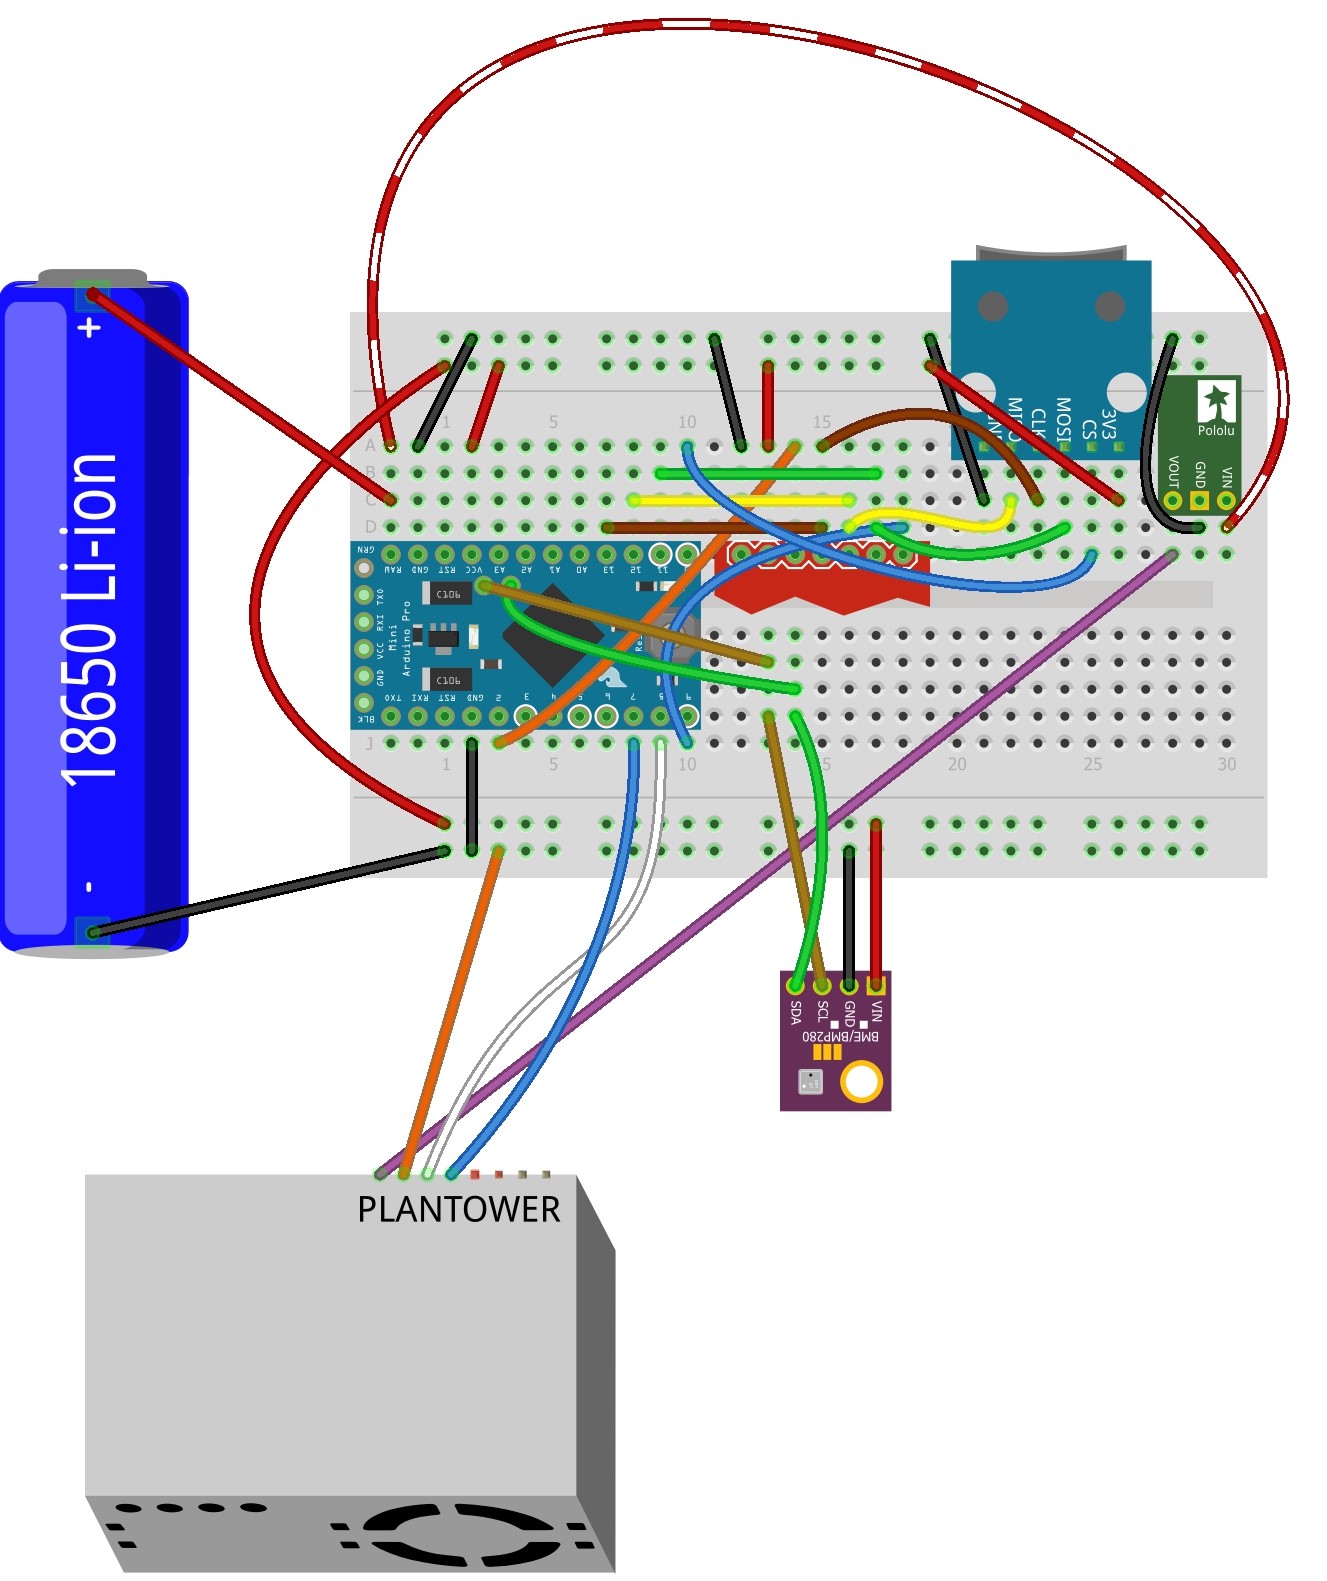 +
18650 Li-ion
-
1
5
10
15
A
B
C
D
GND
MISO
CLK
MOSI
CS
3V3
Pololu
VOUT
GND
VIN
GRN
RAW
GND
RST
VCC
A3
A2
A1
A0
13
12
11
10
TXO
RXI
VCC
GND
BLK
C106
C106
Mini
Arduino Pro
TXO
RXI
RST
GND
2
3
4
5
6
7
8
9
J
1
5
10
20
25
30
SDA
SCL
GND
VIN
BME/BMP280
PLANTOWER